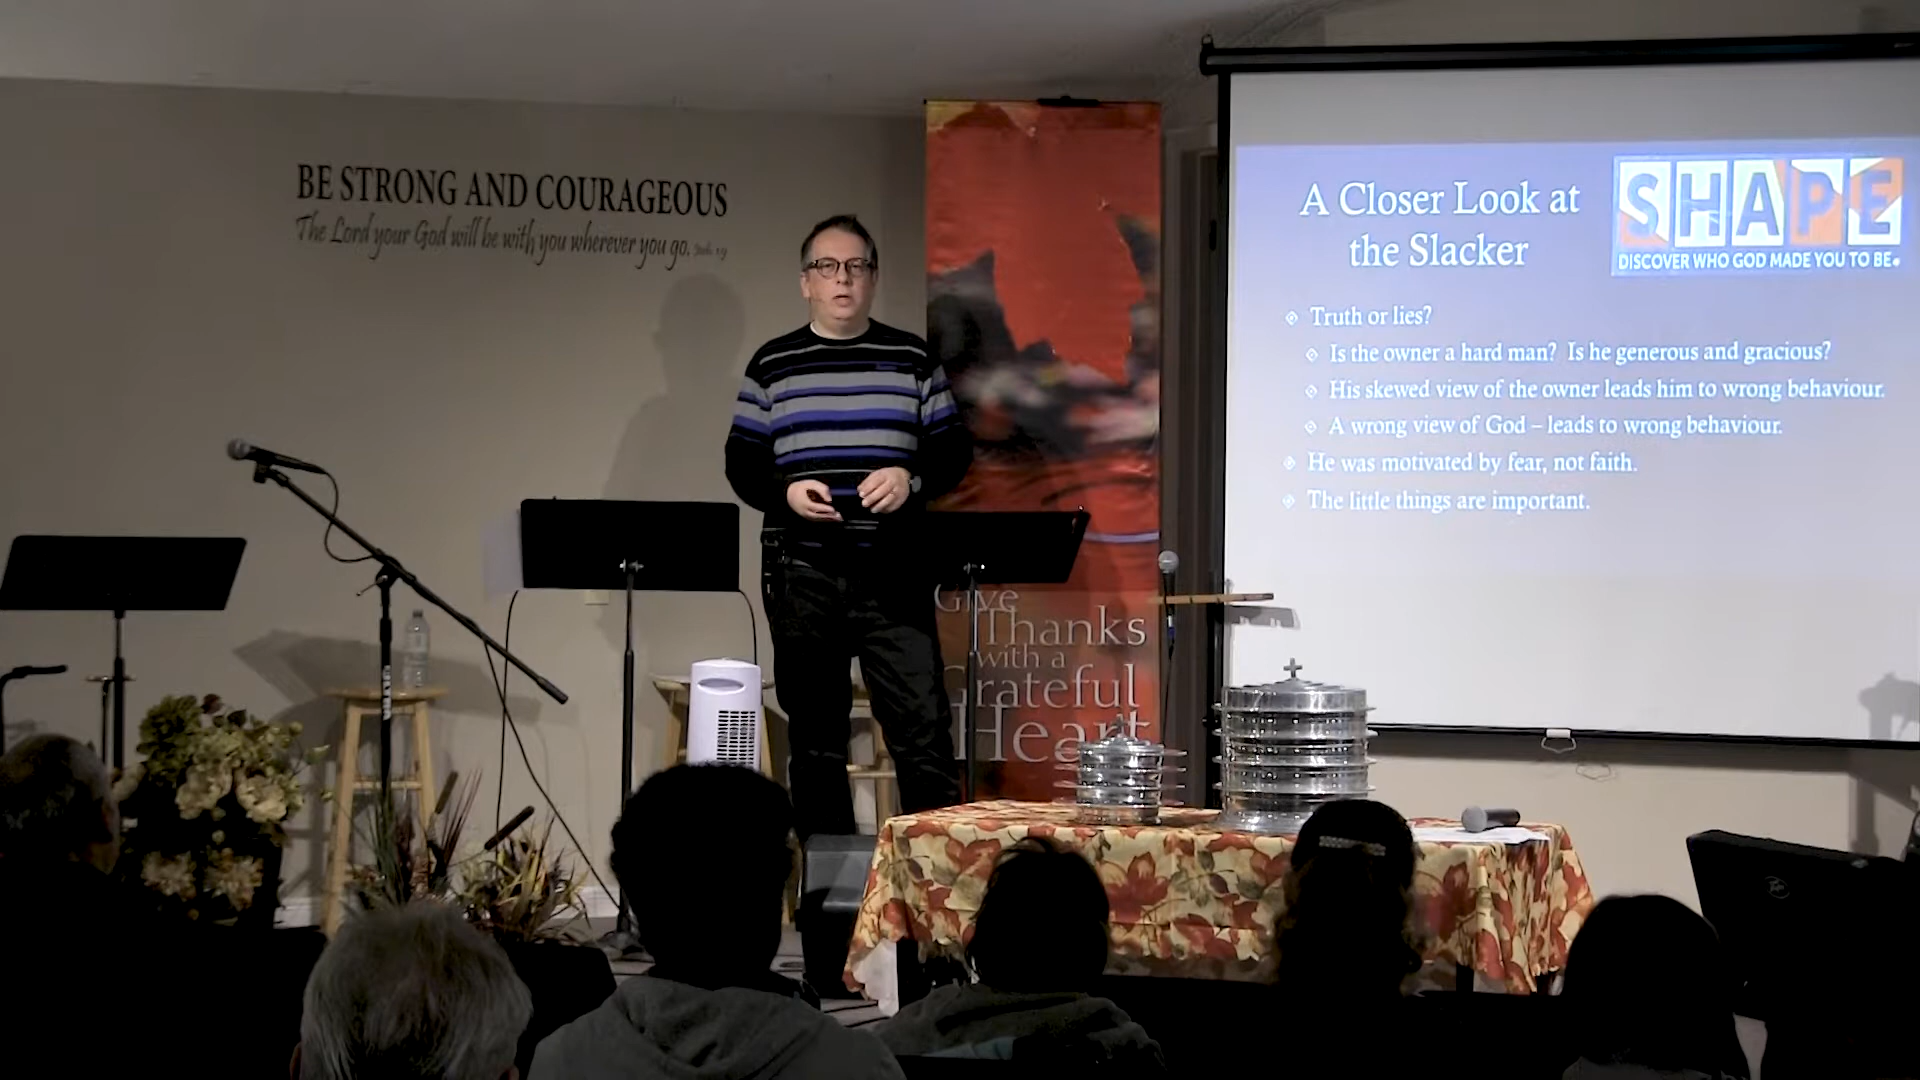 BE STRONG AND COURAGEOUS
The Lord your God will be with you wherever you go. Josh. 1:9
Give
Thanks
with a
Grateful
Heart
A Closer Look at
the Slacker
SHAPE
DISCOVER WHO GOD MADE YOU TO BE.
Truth or lies?
Is the owner a hard man? Is he generous and gracious?
His skewed view of the owner leads him to wrong behaviour.
A wrong view of God – leads to wrong behaviour.
He was motivated by fear, not faith.
The little things are important.